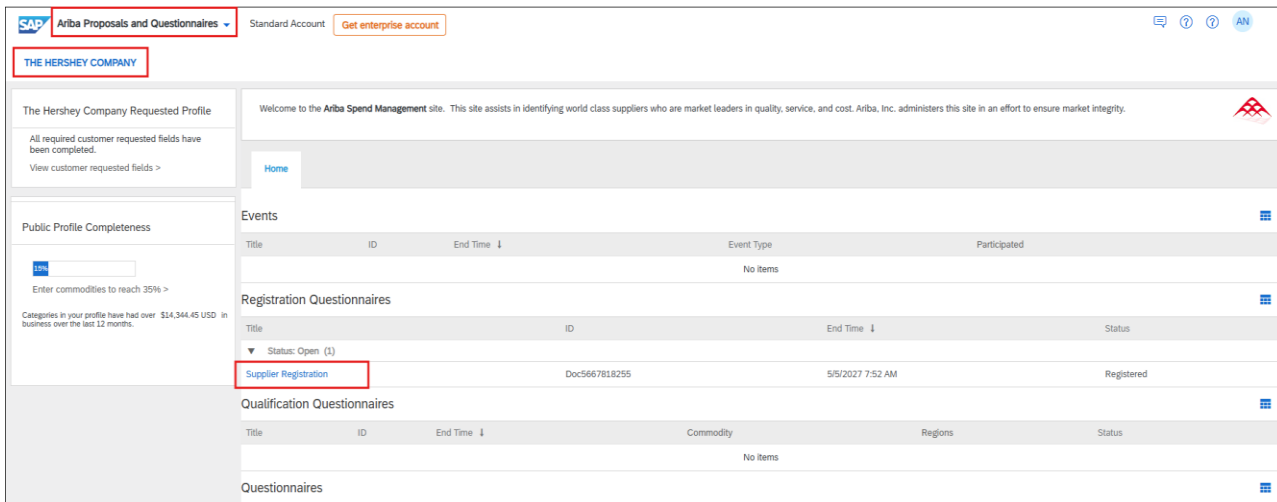 SAP Ariba Proposals and Questionnaires Standard Account Get enterprise account AN
THE HERSHEY COMPANY
The Hershey Company Requested Profile
All required customer requested fields have
been completed.
View customer requested fields >
Public Profile Completeness
15%
Enter commodities to reach 35% >
Categories in your profile have had over $14,344.45 USD in
business over the last 12 months.
Welcome to the Ariba Spend Management site. This site assists in identifying world class suppliers who are market leaders in quality, service, and cost. Ariba, Inc. administers this site in an effort to ensure market integrity.
Home
Events
Title ID End Time ↓ Event Type Participated
No items
Registration Questionnaires
Title ID End Time ↓ Status
▼ Status: Open (1)
Supplier Registration Doc5667818255 5/5/2027 7:52 AM Registered
Qualification Questionnaires
Title ID End Time ↓ Commodity Regions Status
No items
Questionnaires